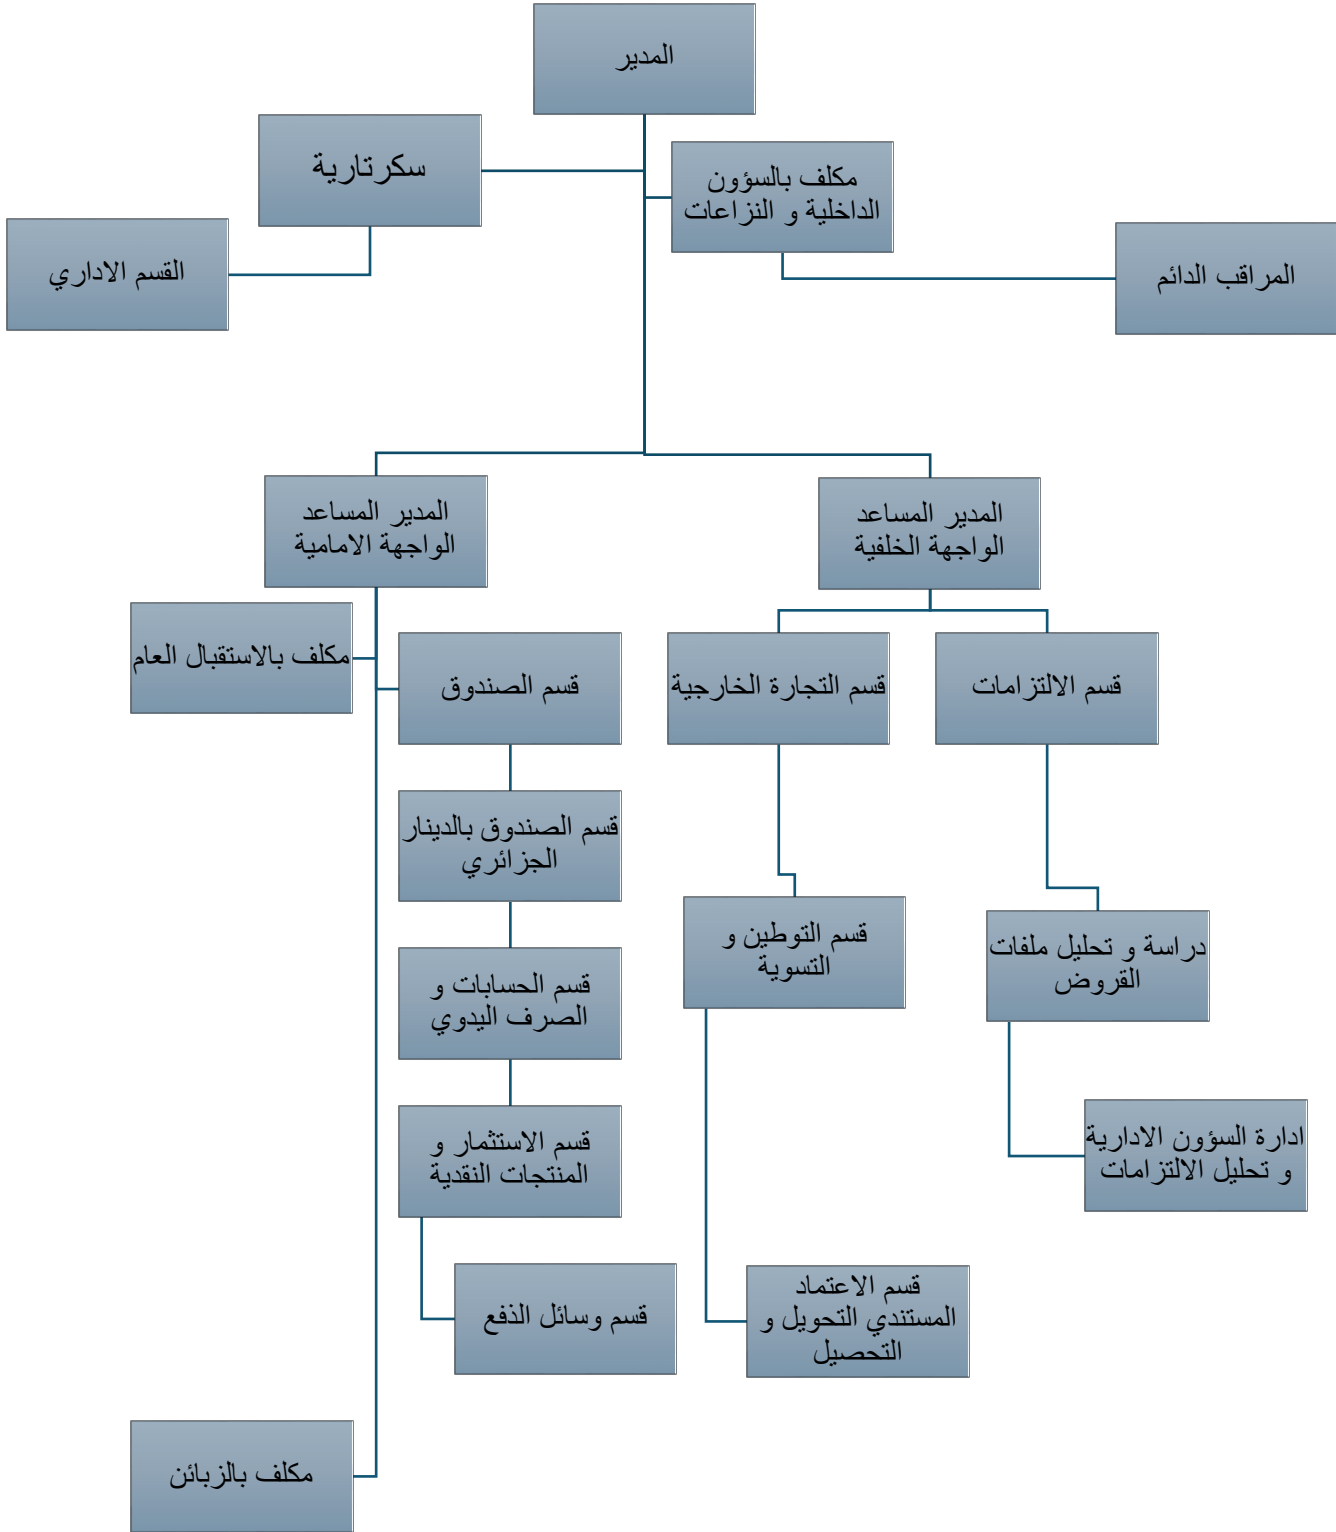 المدير
سكرتارية
مكلف بالسؤون
الداخلية و النزاعات
القسم الاداري
المراقب الدائم
المدير المساعد
الواجهة الخلفية
المدير المساعد
الواجهة الامامية
مكلف بالاستقبال العام
قسم الصندوق
قسم التجارة الخارجية
قسم الالتزامات
قسم الصندوق بالدينار
الجزائري
قسم التوطين و
التسوية
دراسة و تحليل ملفات
القروض
قسم الحسابات و
الصرف اليدوي
قسم الاستثمار و
المنتجات النقدية
ادارة السؤون الادارية
و تحليل الالتزامات
قسم وسائل الذفع
قسم الاعتماد
المستندي التحويل و
التحصيل
مكلف بالزبائن